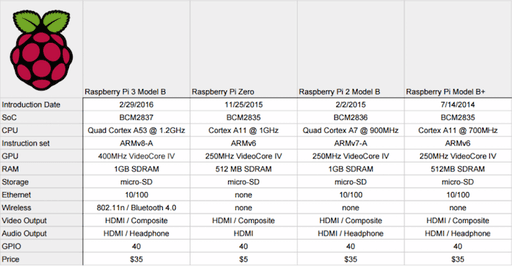 Raspberry Pi 3 Model B Raspberry Pi Zero Raspberry Pi 2 Model B Raspberry Pi Model B+
Introduction Date 2/29/2016 11/25/2015 2/2/2015 7/14/2014
SoC BCM2837 BCM2835 BCM2836 BCM2835
CPU Quad Cortex A53 @ 1.2GHz Cortex A11 @ 1GHz Quad Cortex A7 @ 900MHz Cortex A11 @ 700MHz
Instruction set ARMv8-A ARMv6 ARMv7-A ARMv6
GPU 400MHz VideoCore IV 250MHz VideoCore IV 250MHz VideoCore IV 250MHz VideoCore IV
RAM 1GB SDRAM 512 MB SDRAM 1GB SDRAM 512MB SDRAM
Storage micro-SD micro-SD micro-SD micro-SD
Ethernet 10/100 none 10/100 10/100
Wireless 802.11n / Bluetooth 4.0 none none none
Video Output HDMI / Composite HDMI / Composite HDMI / Composite HDMI / Composite
Audio Output HDMI / Headphone HDMI HDMI / Headphone HDMI / Headphone
GPIO 40 40 40 40
Price $35 $5 $35 $35